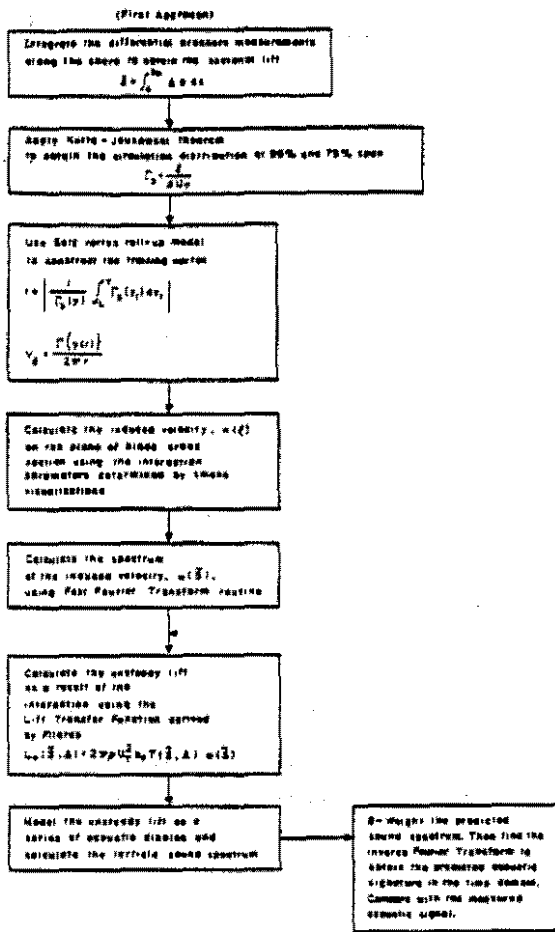 (First Approach)
Integrate the differential pressure measurements
along the chord to obtain the sectional lift
Apply Kutta - Joukowski theorem
to obtain the circulation distribution at 95% and 75% span
Use Betz vortex roll-up model
to construct the trailing vortex
Calculate the induced velocity,
on the plane of blade cross
section using the interaction
parameters determined by smoke
visualizations
Calculate the spectrum
of the induced velocity,
using Fast Fourier Transform routine
Calculate the unsteady lift
as a result of the
interaction using the
Lift Transfer Function derived
by Filotas
Model the unsteady lift as a
series of acoustic dipoles and
calculate the farfield sound spectrum
Weight the predicted
sound spectrum. Then find the
inverse Fourier Transform to
obtain the predicted acoustic
signature in the time domain.
Compare with the measured
acoustic signal.